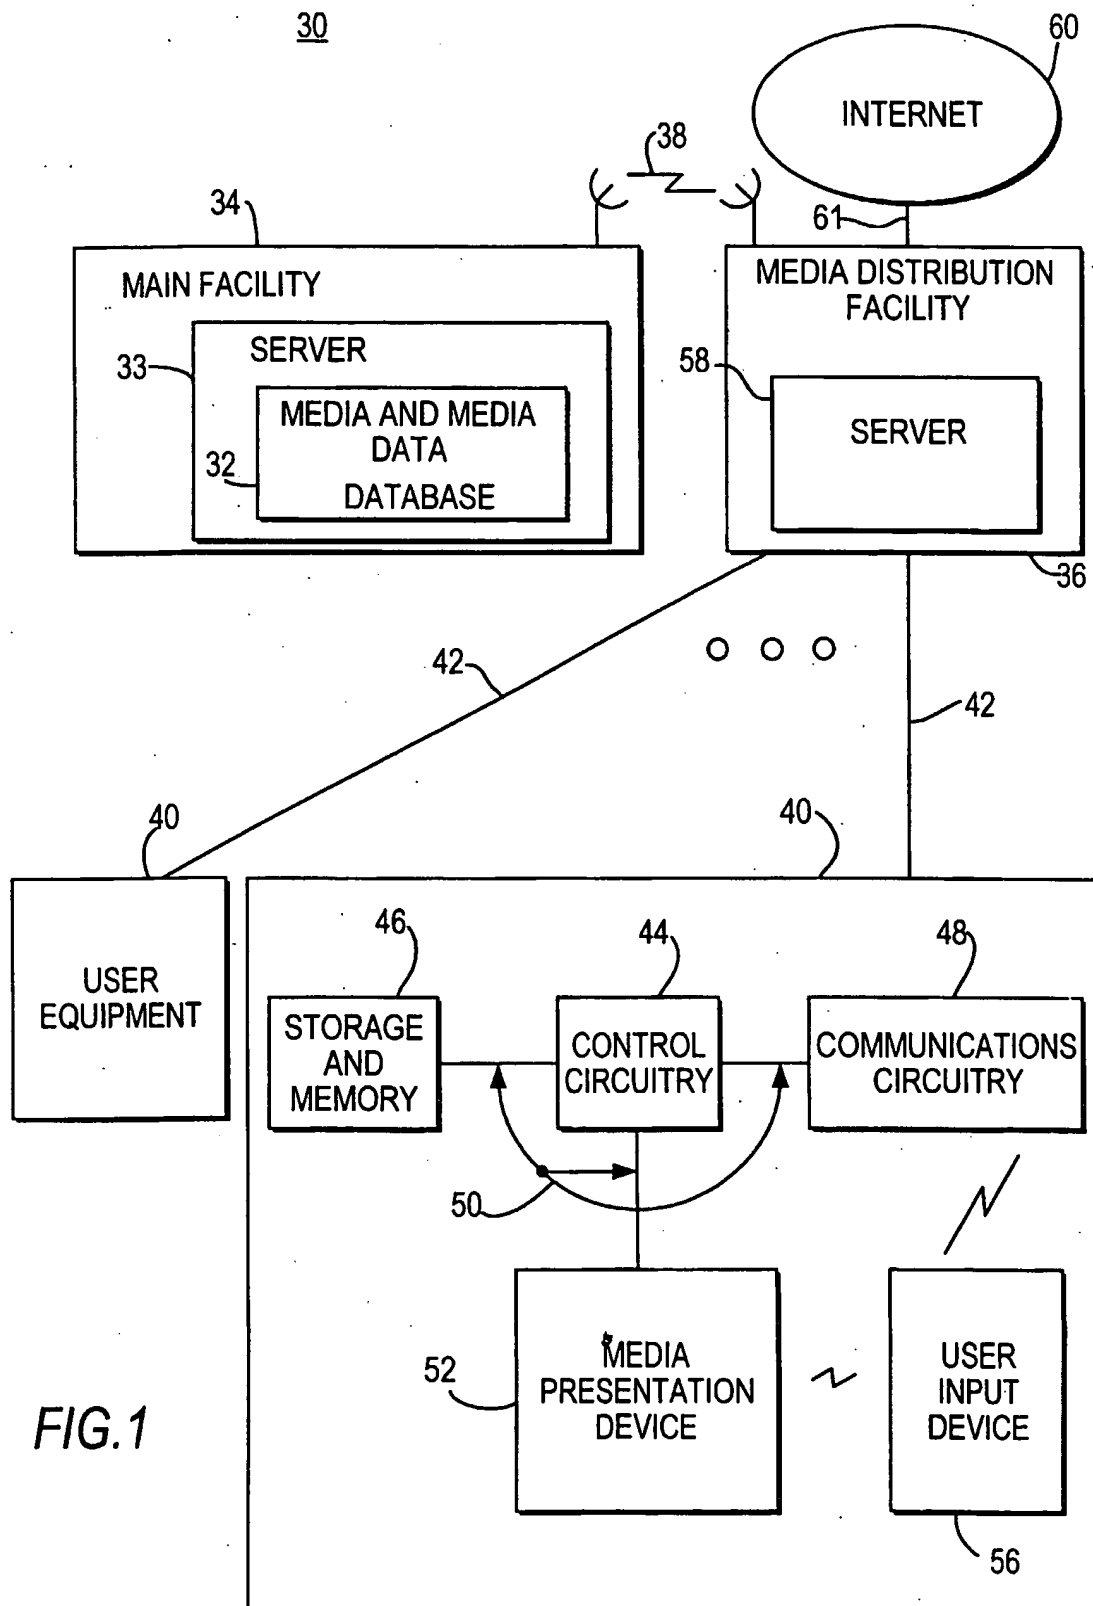 30
60
INTERNET
38
34
61
MAIN FACILITY
MEDIA DISTRIBUTION
FACILITY
33
SERVER
58
MEDIA AND MEDIA
DATA
DATABASE
32
SERVER
36
42
42
40
40
USER
EQUIPMENT
46
44
48
STORAGE
AND
MEMORY
CONTROL
CIRCUITRY
COMMUNICATIONS
CIRCUITRY
50
52
MEDIA
PRESENTATION
DEVICE
USER
INPUT
DEVICE
FIG.1
56